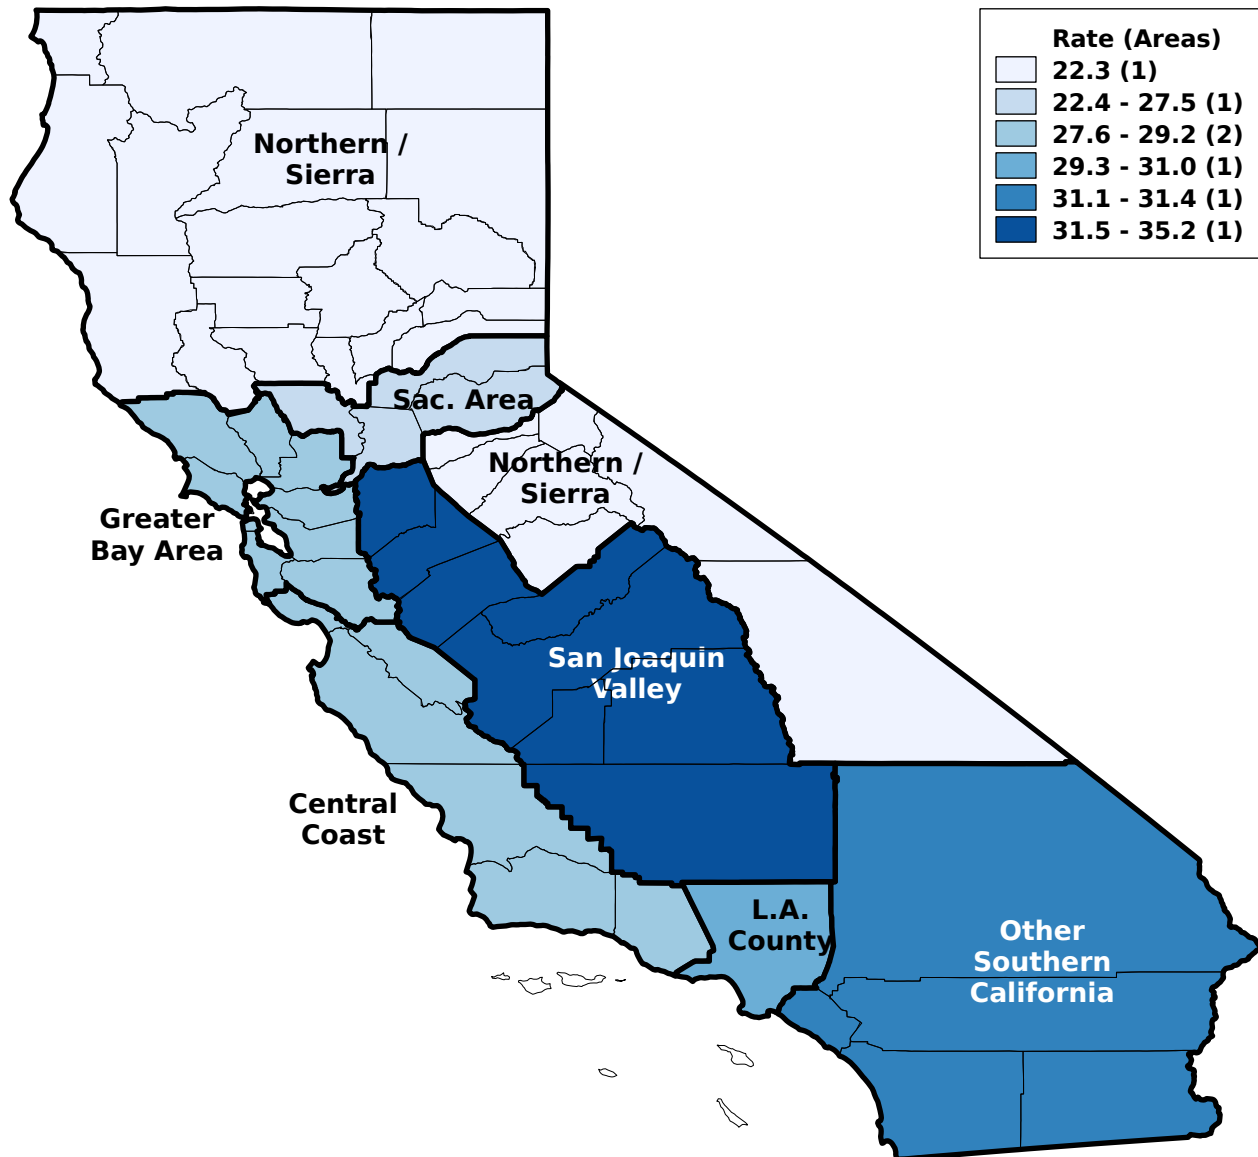 Rate (Areas)
22.3 (1)
22.4 - 27.5 (1)
27.6 - 29.2 (2)
29.3 - 31.0 (1)
31.1 - 31.4 (1)
31.5 - 35.2 (1)
Northern /
Sierra
Sac. Area
Northern /
Sierra
Greater
Bay Area
San Joaquin
Valley
Central
Coast
L.A.
County
Other
Southern
California